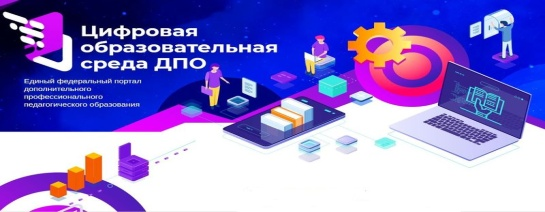 Цифровая
образовательная
среда ДПО
Единый федеральный портал
дополнительного
профессионального
педагогического образования